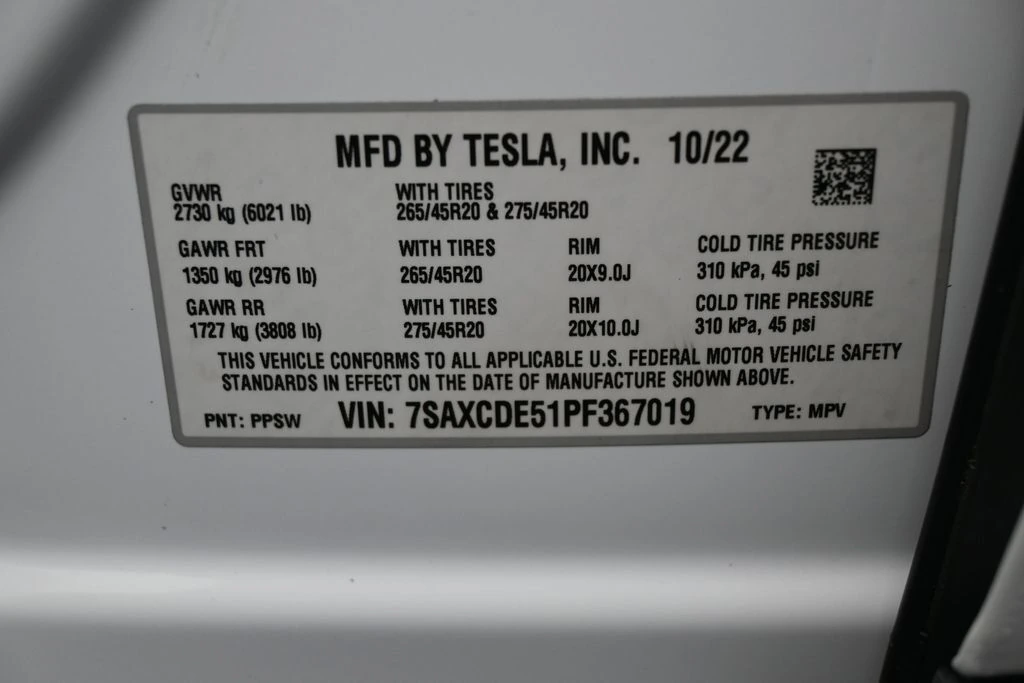 MFD BY TESLA, INC. 10/22
GVWR WITH TIRES
2730 kg (6021 lb) 265/45R20 & 275/45R20
GAWR FRT WITH TIRES RIM COLD TIRE PRESSURE
1350 kg (2976 lb) 265/45R20 20X9.0J 310 kPa, 45 psi
GAWR RR WITH TIRES RIM COLD TIRE PRESSURE
1727 kg (3808 lb) 275/45R20 20X10.0J 310 kPa, 45 psi
THIS VEHICLE CONFORMS TO ALL APPLICABLE U.S. FEDERAL MOTOR VEHICLE SAFETY
STANDARDS IN EFFECT ON THE DATE OF MANUFACTURE SHOWN ABOVE.
PNT: PPSW VIN: 7SAXCDE51PF367019 TYPE: MPV